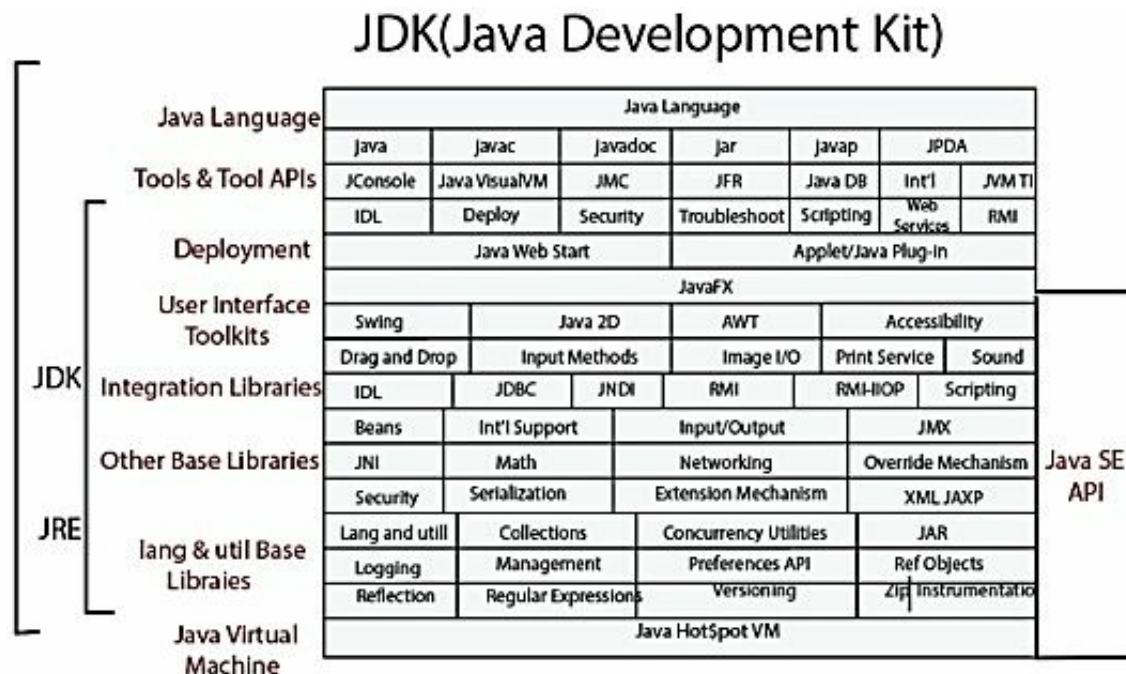 JDK(Java Development Kit)
Java Language
Java Language
Java Javac Javadoc Jar Javap JPDA
Tools & Tool APIs
JConsole Java VisualVM JMC JFR Java DB Int'l JVM TI
IDL Deploy Security Troubleshoot Scripting Web Services RMI
Deployment
Java Web Start Applet/Java Plug-in
JavaFX
User Interface
Toolkits
Swing Java 2D AWT Accessibility
Drag and Drop Input Methods Image I/O Print Service Sound
JDK
Integration Libraries
IDL JDBC JNDI RMI RMI-IIOP Scripting
Beans Int'l Support Input/Output JMX
Other Base Libraries
JNI Math Networking Override Mechanism
Java SE
API
Security Serialization Extension Mechanism XML JAXP
JRE
lang & util Base
Libraies
Lang and utill Collections Concurrency Utilities JAR
Logging Management Preferences API Ref Objects
Reflection Regular Expressions Versioning Zip Instrumentatio
Java Virtual
Machine
Java Hot$pot VM